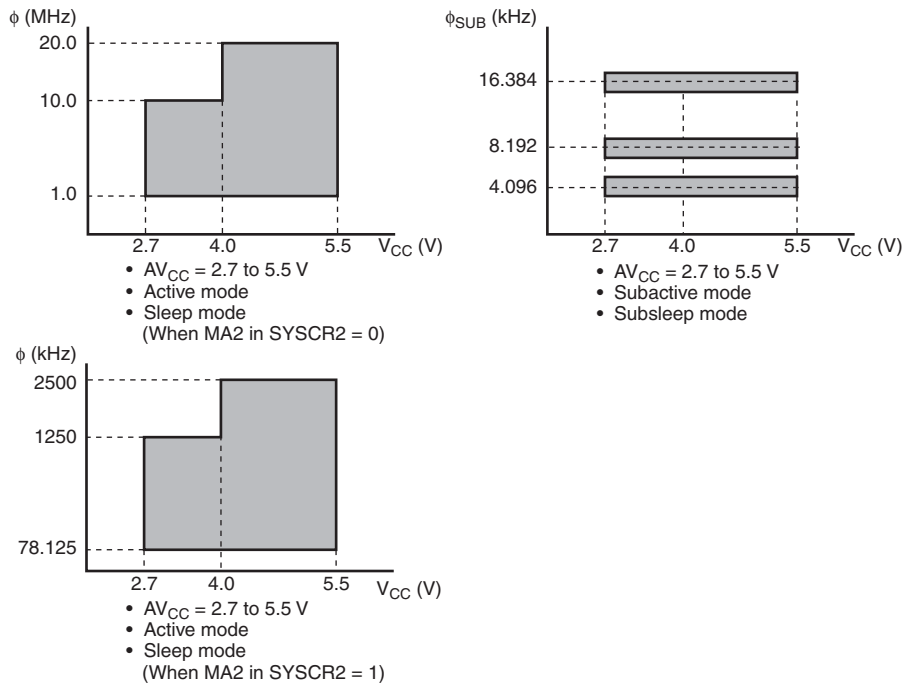 ϕ (MHz)
20.0
10.0
1.0
2.7 4.0 5.5 VCC (V)
• AVCC = 2.7 to 5.5 V
• Active mode
• Sleep mode
(When MA2 in SYSCR2 = 0)
ϕSUB (kHz)
16.384
8.192
4.096
2.7 4.0 5.5 VCC (V)
• AVCC = 2.7 to 5.5 V
• Subactive mode
• Subsleep mode
ϕ (kHz)
2500
1250
78.125
2.7 4.0 5.5 VCC (V)
• AVCC = 2.7 to 5.5 V
• Active mode
• Sleep mode
(When MA2 in SYSCR2 = 1)